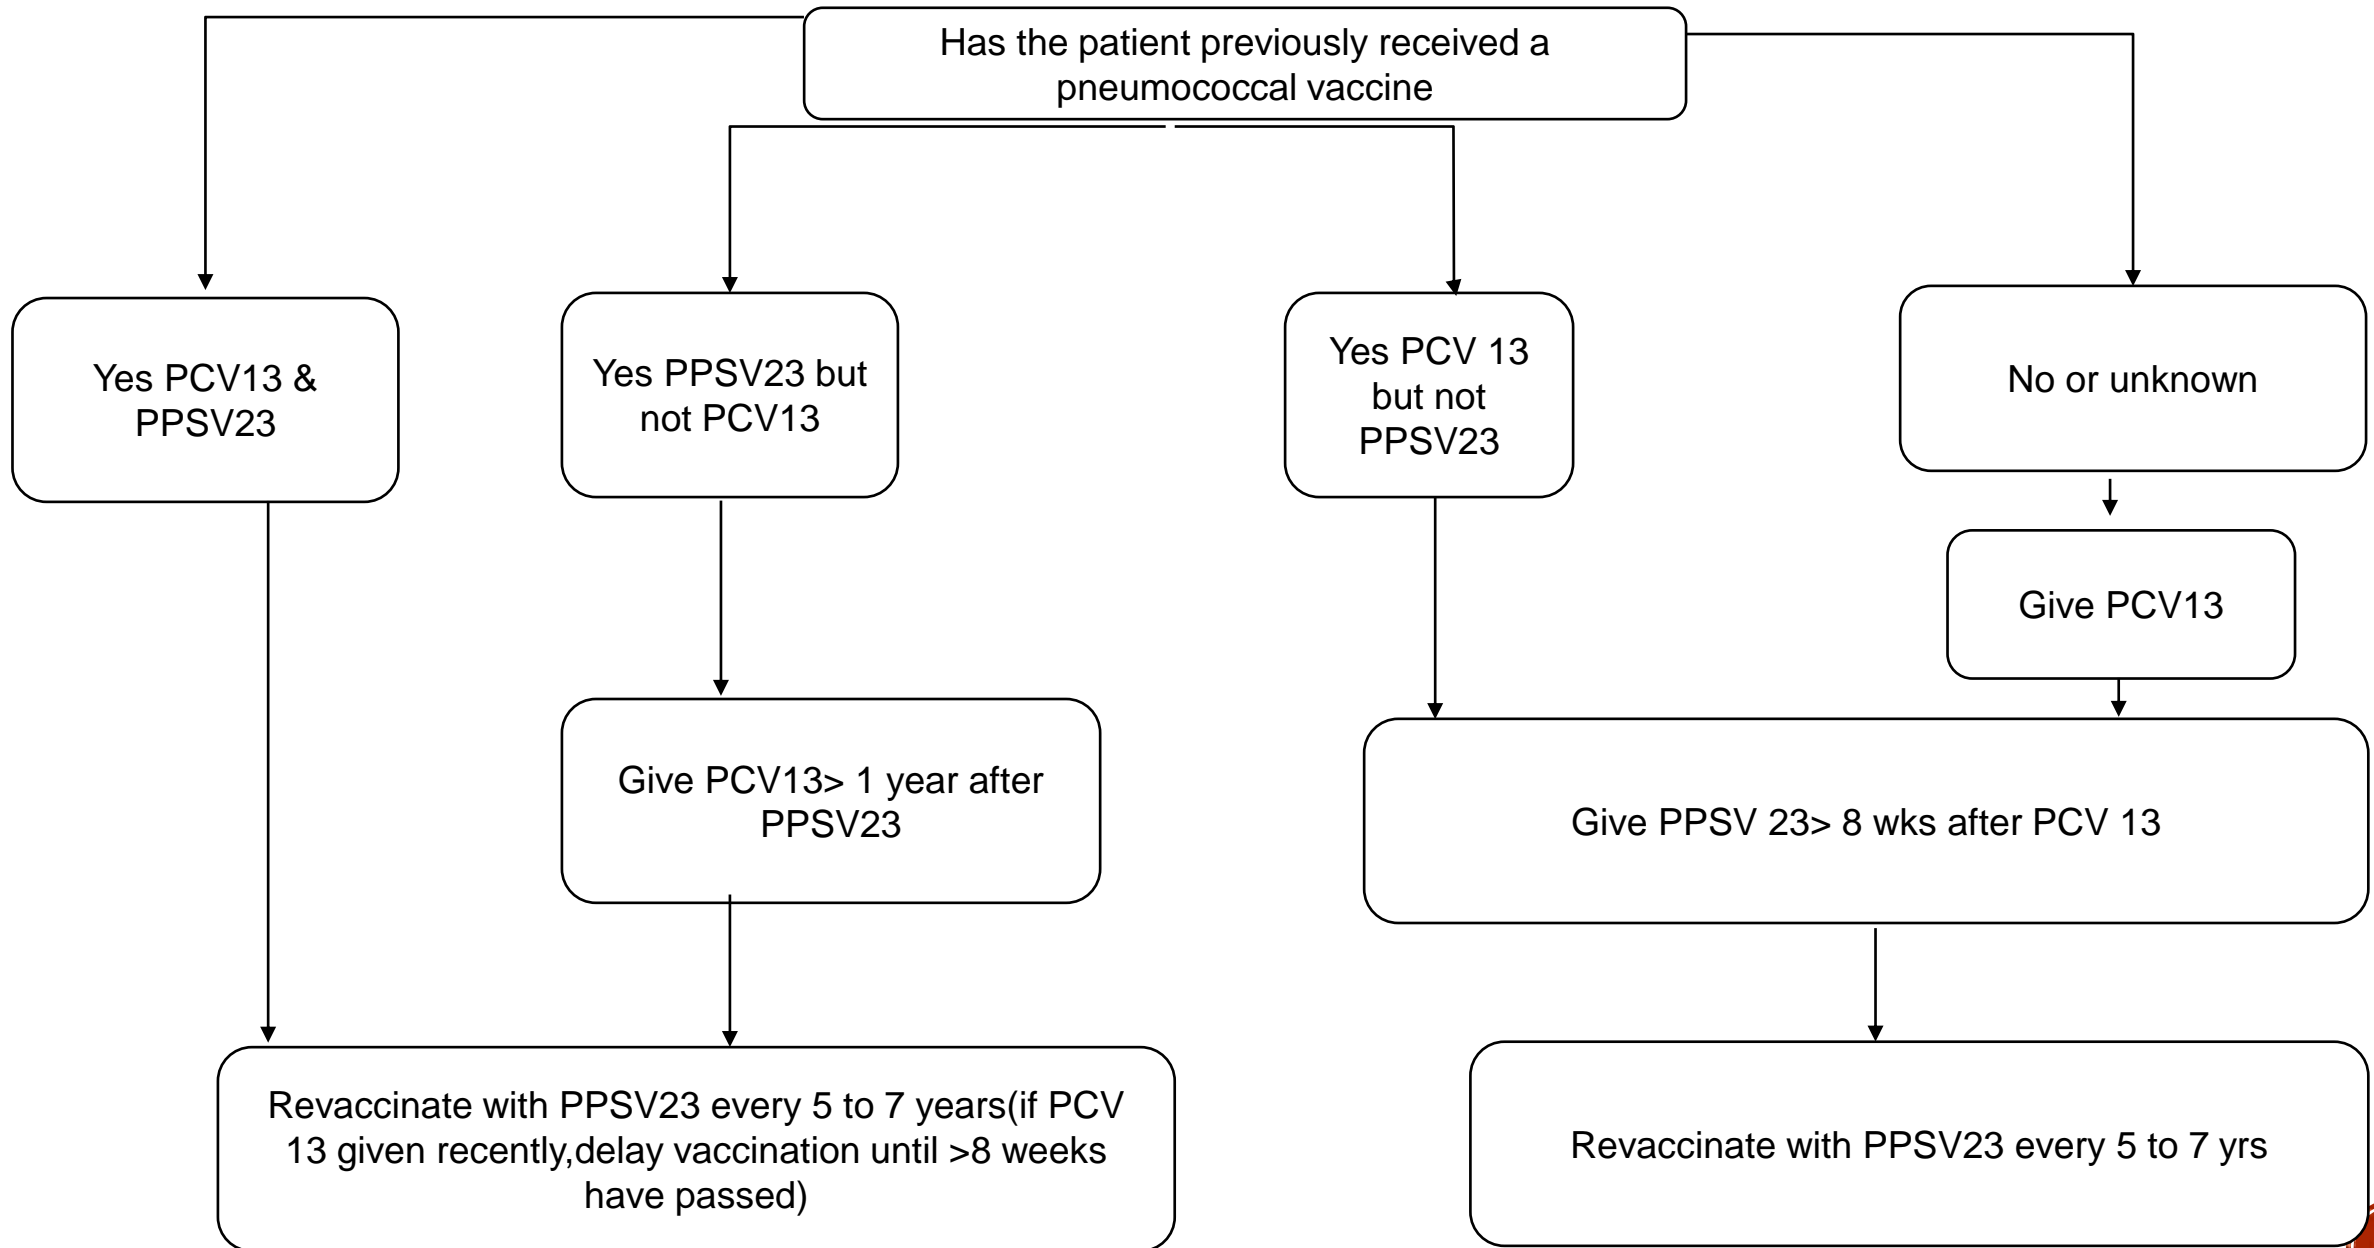 Has the patient previously received a
pneumococcal vaccine
Yes PCV13 &
PPSV23
Yes PPSV23 but
not PCV13
Yes PCV 13
but not
PPSV23
No or unknown
Give PCV13
Give PCV13> 1 year after
PPSV23
Give PPSV 23> 8 wks after PCV 13
Revaccinate with PPSV23 every 5 to 7 years(if PCV
13 given recently,delay vaccination until >8 weeks
have passed)
Revaccinate with PPSV23 every 5 to 7 yrs